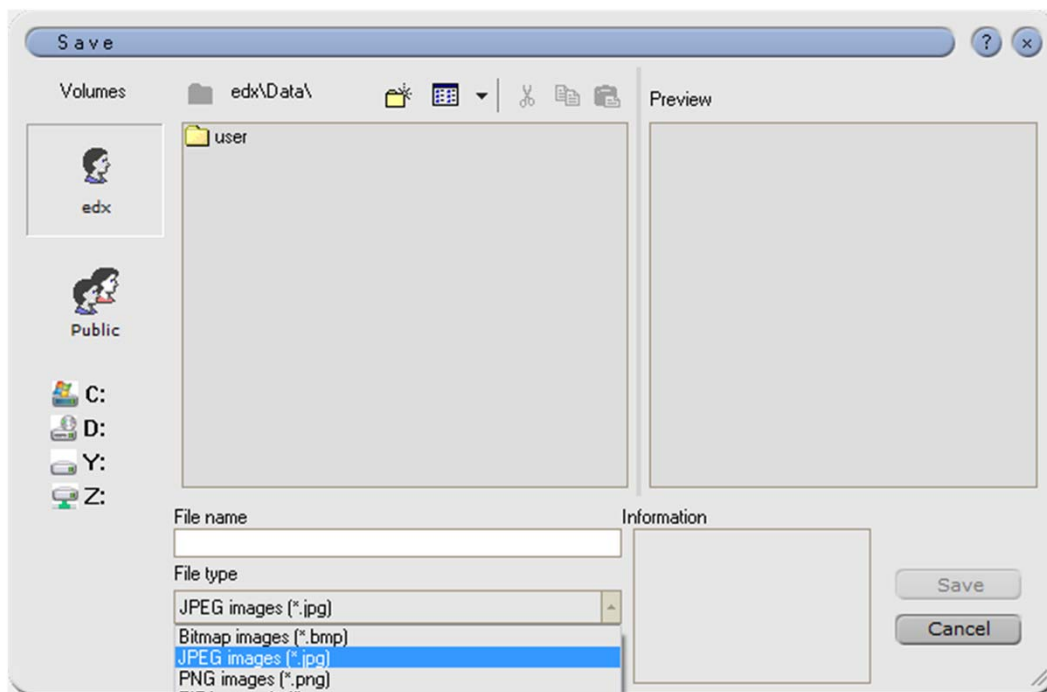 Save
?
Volumes
edx\Data\
Preview
user
edx
Public
C:
D:
Y:
Z:
File name
Information
File type
JPEG images (*.jpg)
Save
Bitmap images (*.bmp)
Cancel
JPEG images (*.jpg)
PNG images (*.png)